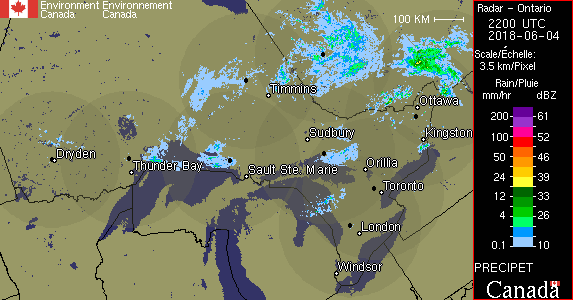 Environment Environnement
Canada Canada
100 KM
Timmins
Ottawa
Sudbury
Kingston
Dryden
Thunder Bay
Sault Ste. Marie
Orillia
Toronto
London
Windsor
Radar - Ontario
2200 UTC
2018-06-04
Scale/Échelle:
3.5 km/Pixel
Rain/Pluie
mm/hr dBZ
200 61
100 52
50 46
24 39
12 33
4 26
0.1 10
PRECIPET
Canada